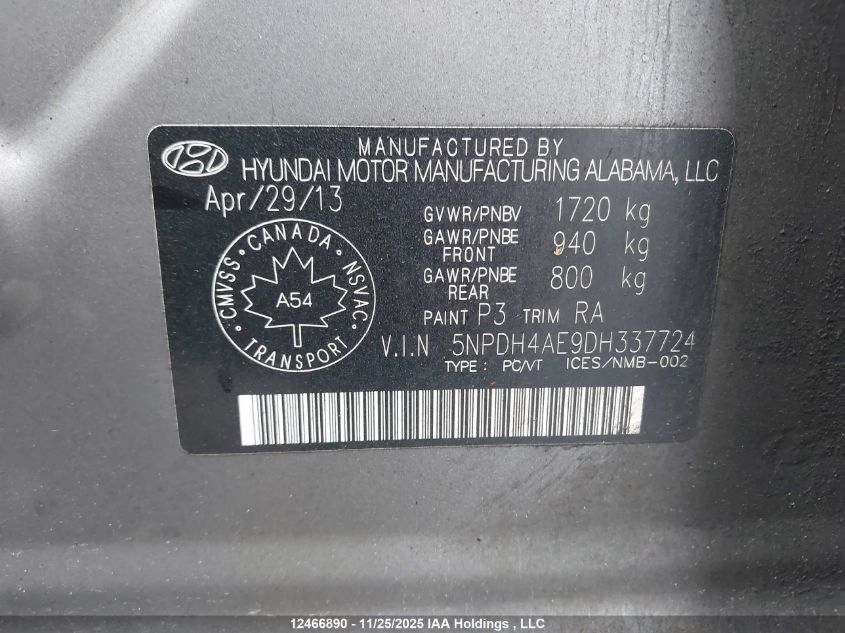 MANUFACTURED BY
HYUNDAI MOTOR MANUFACTURING ALABAMA, LLC
Apr/29/13
GVWR/PNBV 1720 kg
GAWR/PNBE FRONT 940 kg
GAWR/PNBE REAR 800 kg
PAINT P3 TRIM RA
CMVSS · CANADA · NSVAC · TRANSPORT
A54
V.I.N 5NPDH4AE9DH337724
TYPE : PC/VT ICES/NMB-002
12466890 - 11/25/2025 IAA Holdings , LLC